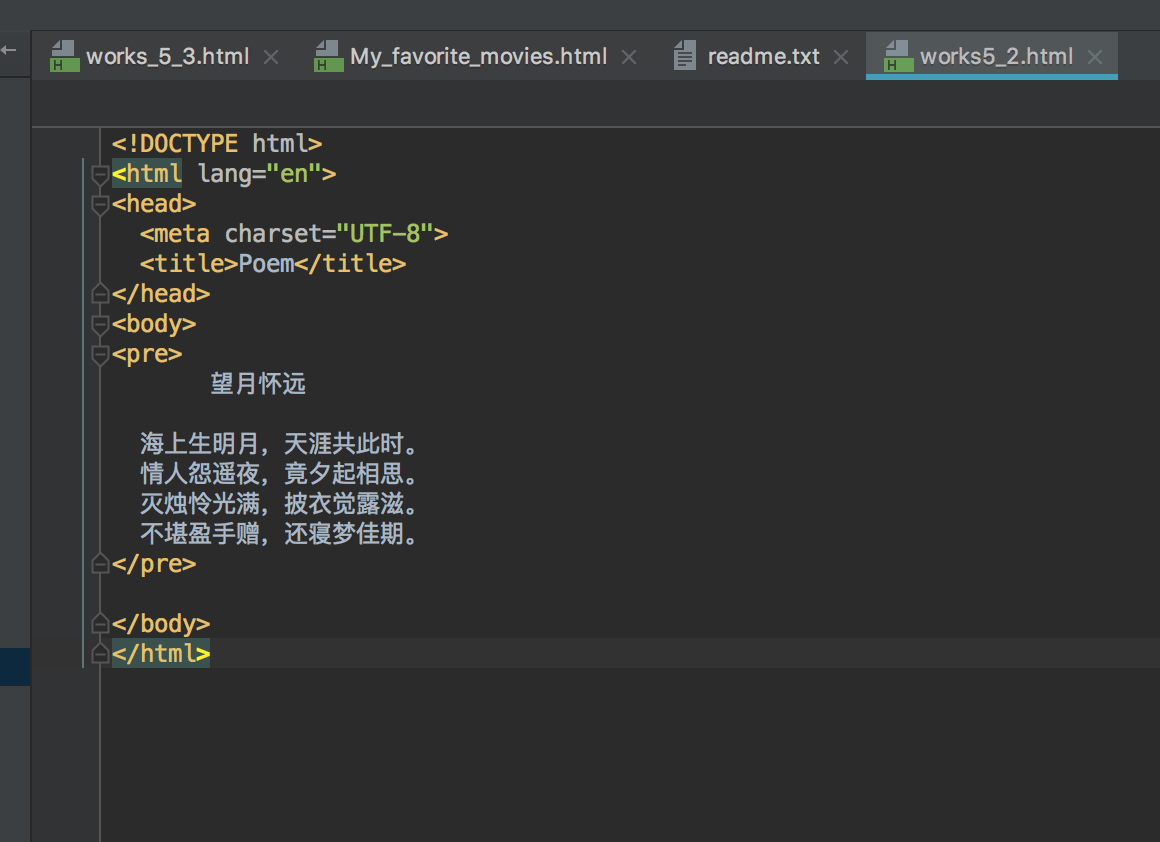 works_5_3.html My_favorite_movies.html readme.txt works5_2.html
<!DOCTYPE html>
<html lang="en">
<head>
  <meta charset="UTF-8">
  <title>Poem</title>
</head>
<body>
<pre>
       望月怀远

  海上生明月，天涯共此时。
  情人怨遥夜，竟夕起相思。
  灭烛怜光满，披衣觉露滋。
  不堪盈手赠，还寝梦佳期。
</pre>

</body>
</html>